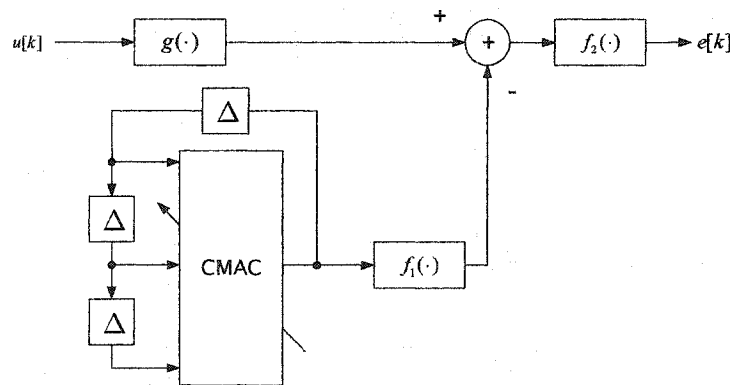 +
u[k]
g(·)
+
f₂(·)
e[k]
-
Δ
Δ
CMAC
f₁(·)
Δ